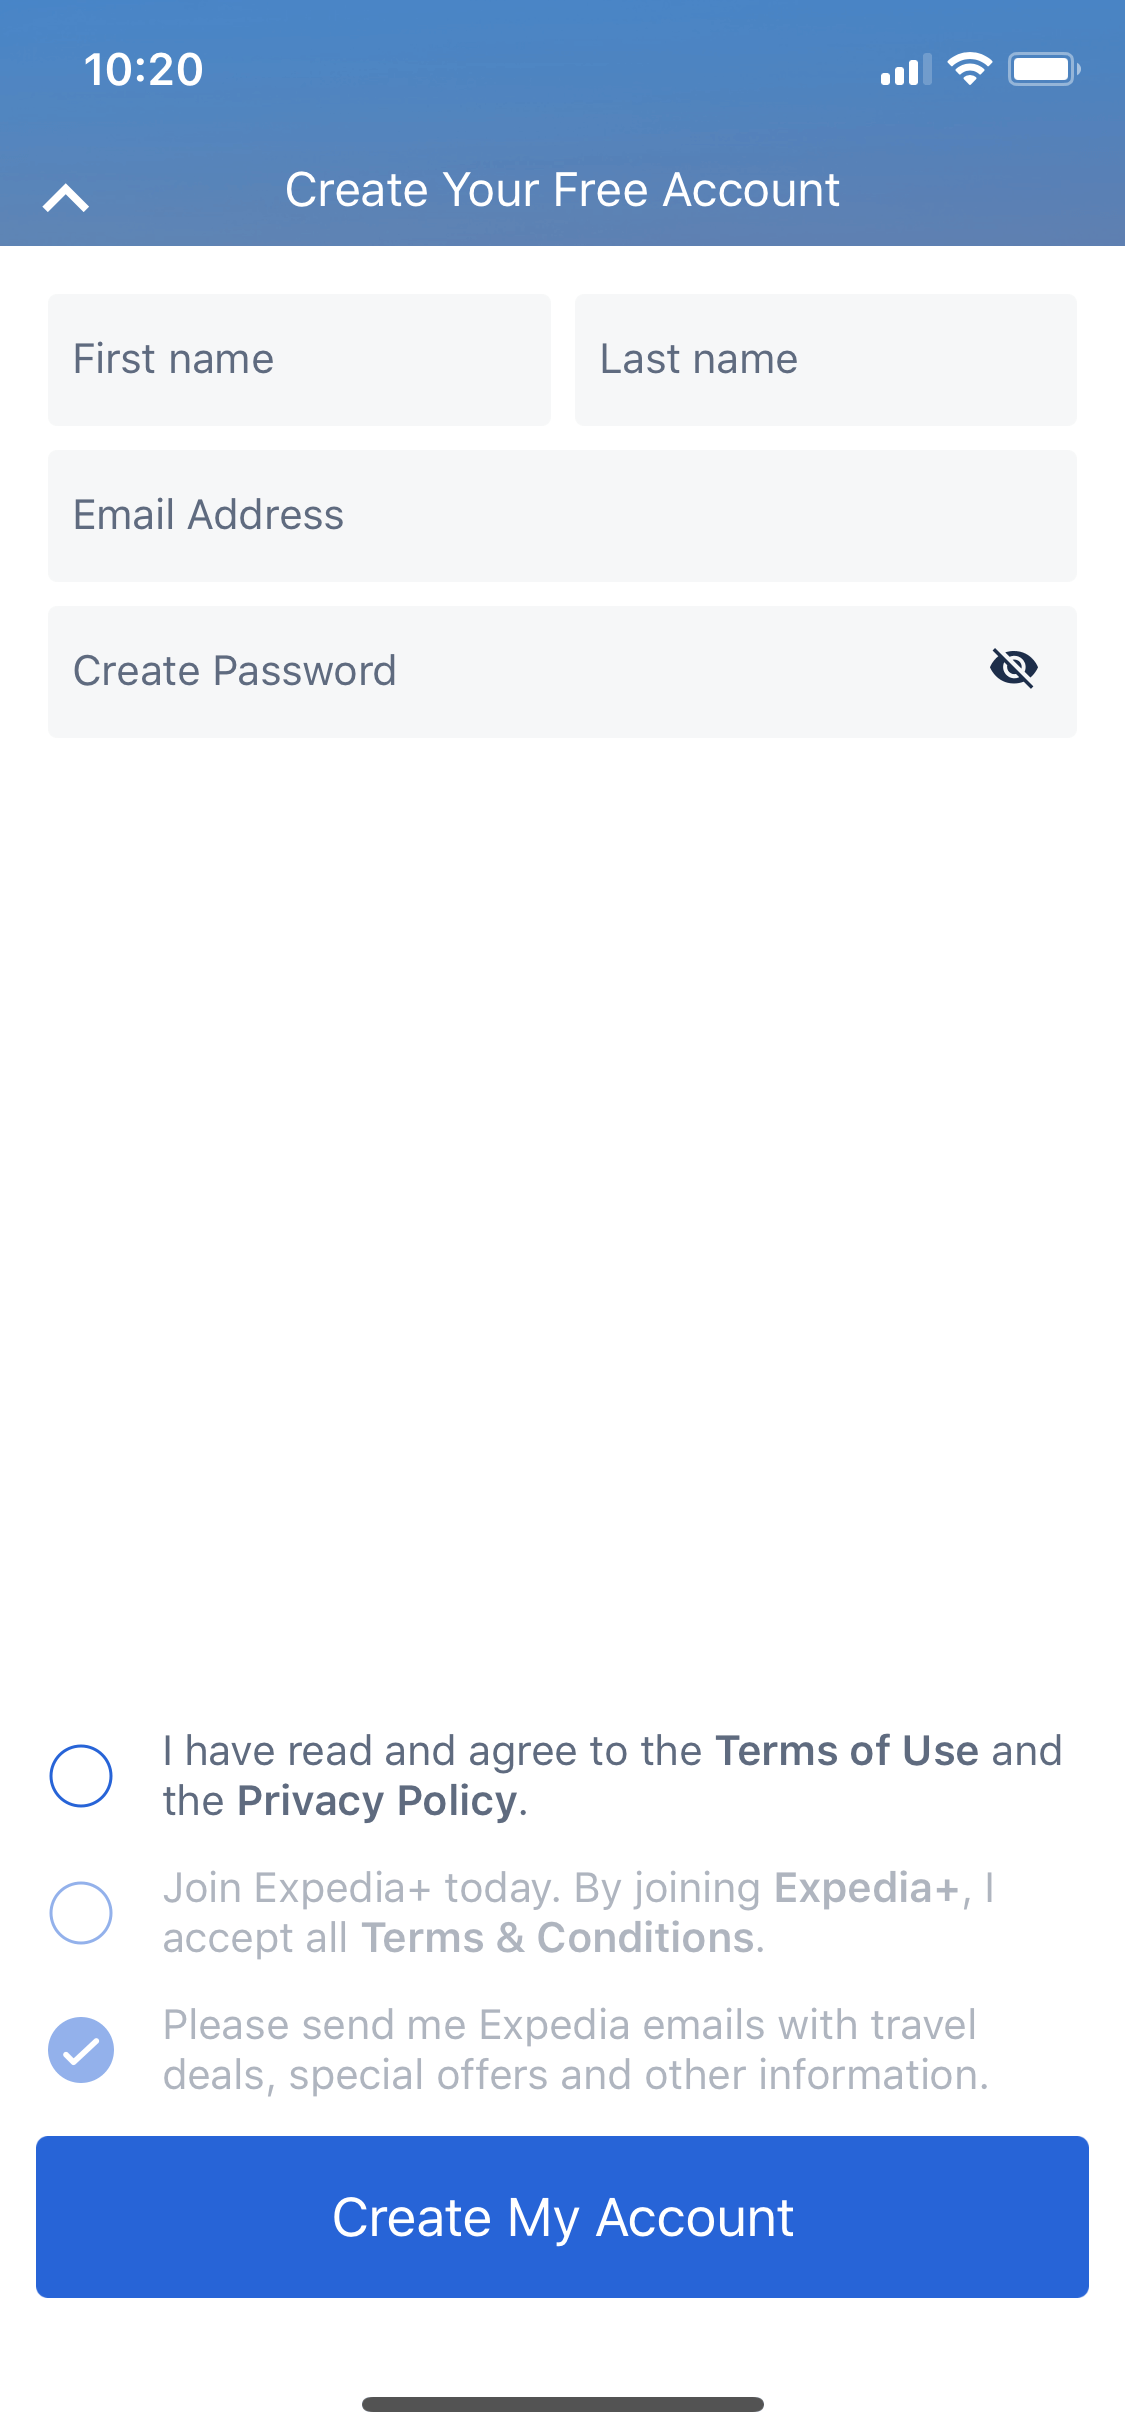 10:20
Create Your Free Account
First name
Last name
Email Address
Create Password
I have read and agree to the Terms of Use and
the Privacy Policy.
Join Expedia+ today. By joining Expedia+, I
accept all Terms & Conditions.
Please send me Expedia emails with travel
deals, special offers and other information.
Create My Account